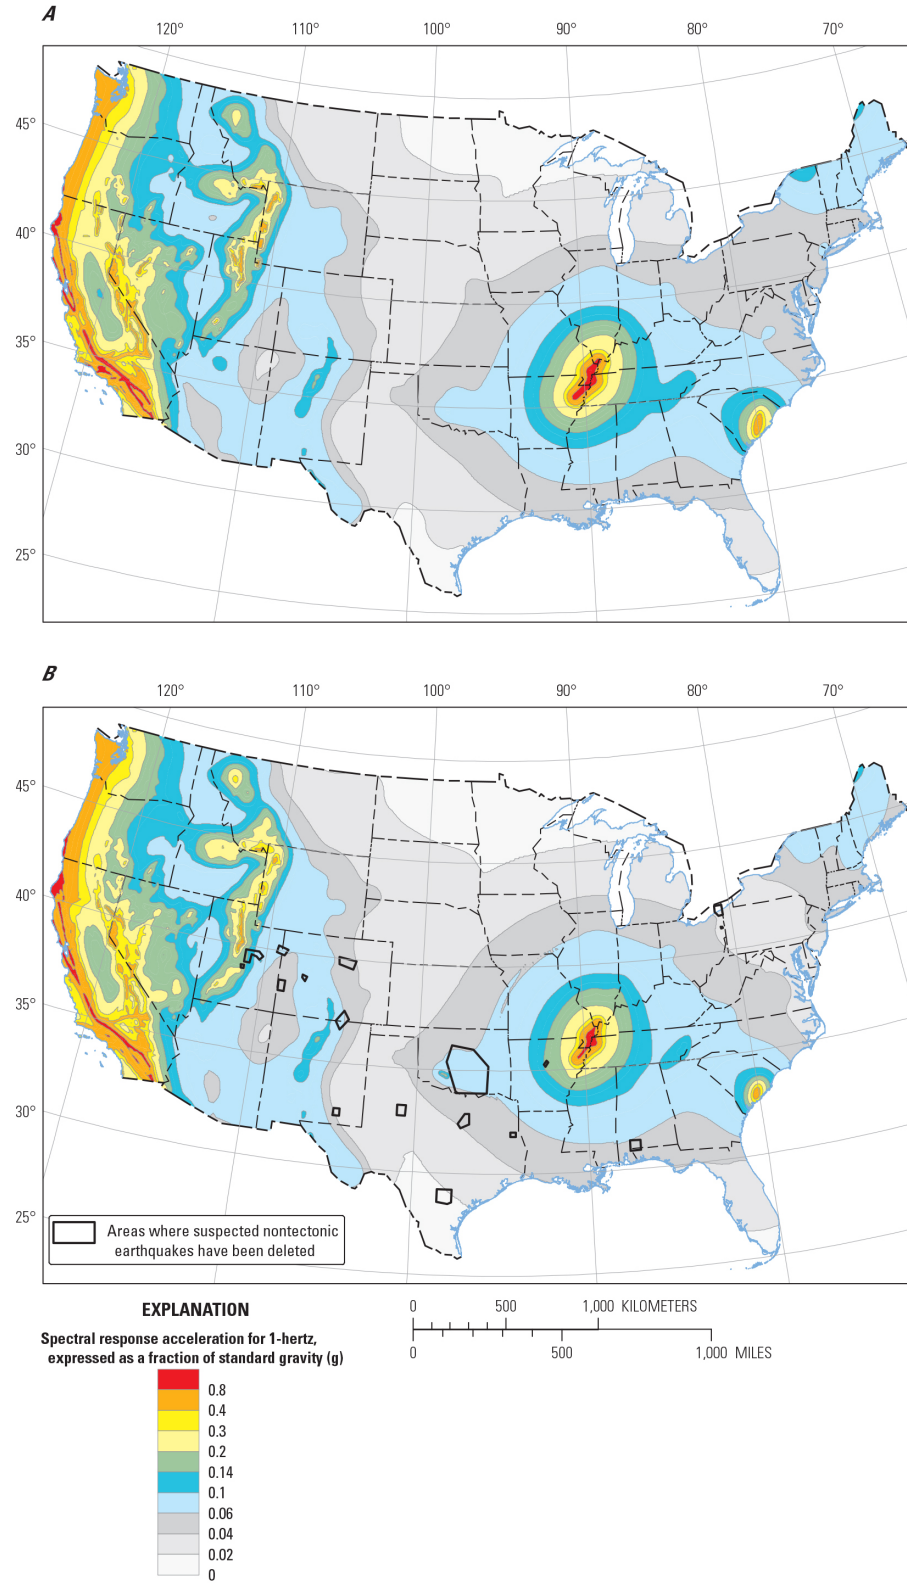 A
120° 110° 100° 90° 80° 70°
45°
40°
35°
30°
25°
B
120° 110° 100° 90° 80° 70°
45°
40°
35°
30°
25°
Areas where suspected nontectonic
earthquakes have been deleted
EXPLANATION
Spectral response acceleration for 1-hertz,
expressed as a fraction of standard gravity (g)
0.8
0.4
0.3
0.2
0.14
0.1
0.06
0.04
0.02
0
0 500 1,000 KILOMETERS
0 500 1,000 MILES